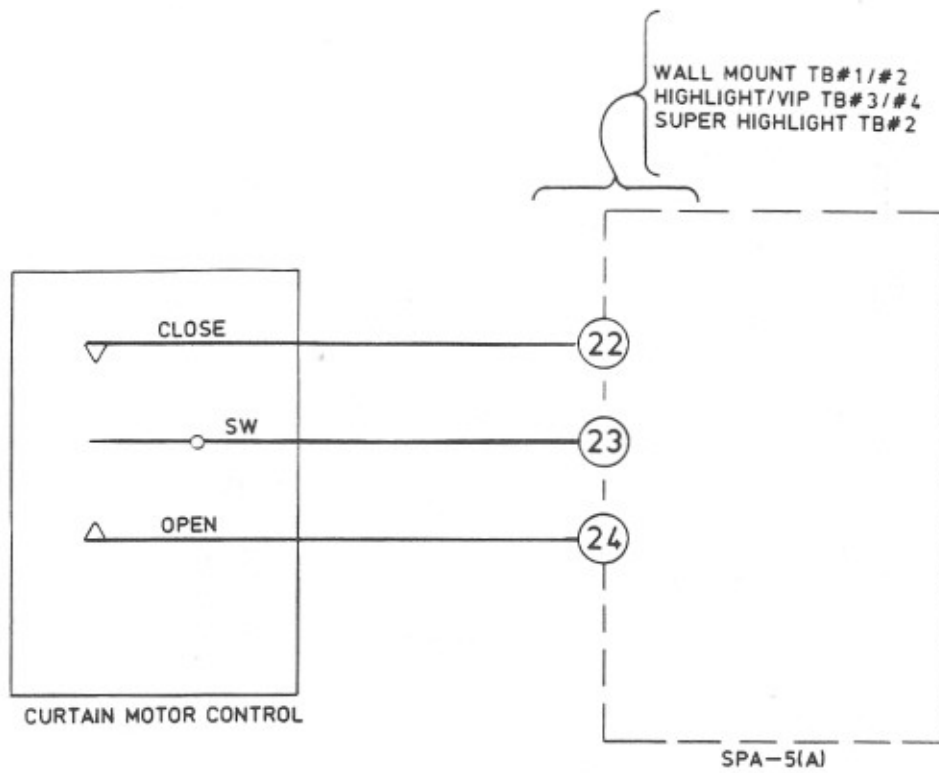 WALL MOUNT TB#1/#2
HIGHLIGHT/VIP TB#3/#4
SUPER HIGHLIGHT TB#2
CLOSE
22
SW
23
OPEN
24
CURTAIN MOTOR CONTROL
SPA-5(A)